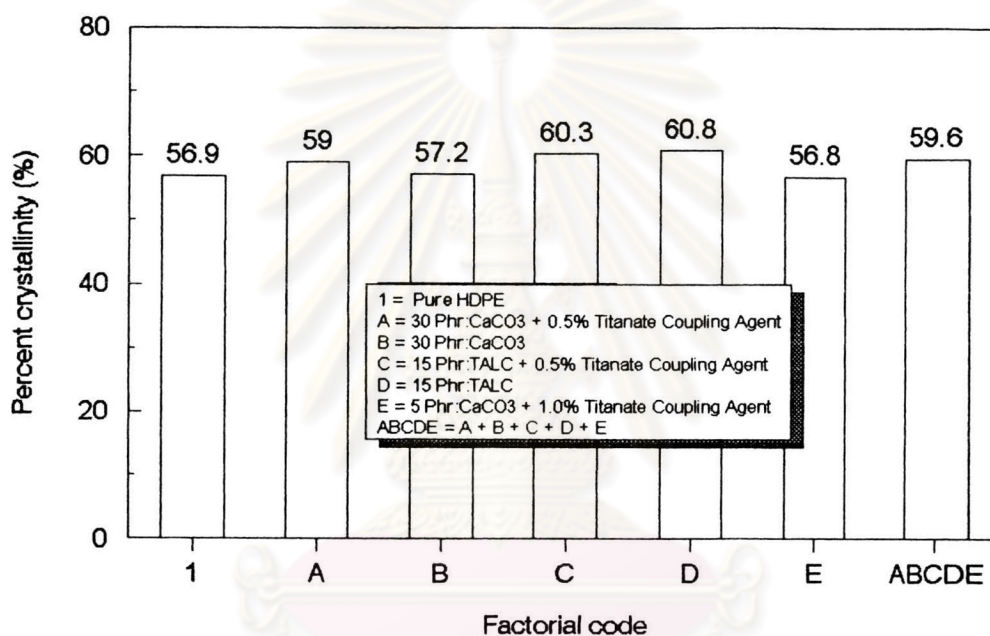 80
60
40
20
0
Percent crystallinity (%)
56.9
59
57.2
60.3
60.8
56.8
59.6
1 = Pure HDPE
A = 30 Phr:CaCO3 + 0.5% Titanate Coupling Agent
B = 30 Phr:CaCO3
C = 15 Phr:TALC + 0.5% Titanate Coupling Agent
D = 15 Phr:TALC
E = 5 Phr:CaCO3 + 1.0% Titanate Coupling Agent
ABCDE = A + B + C + D + E
1 A B C D E ABCDE
Factorial code